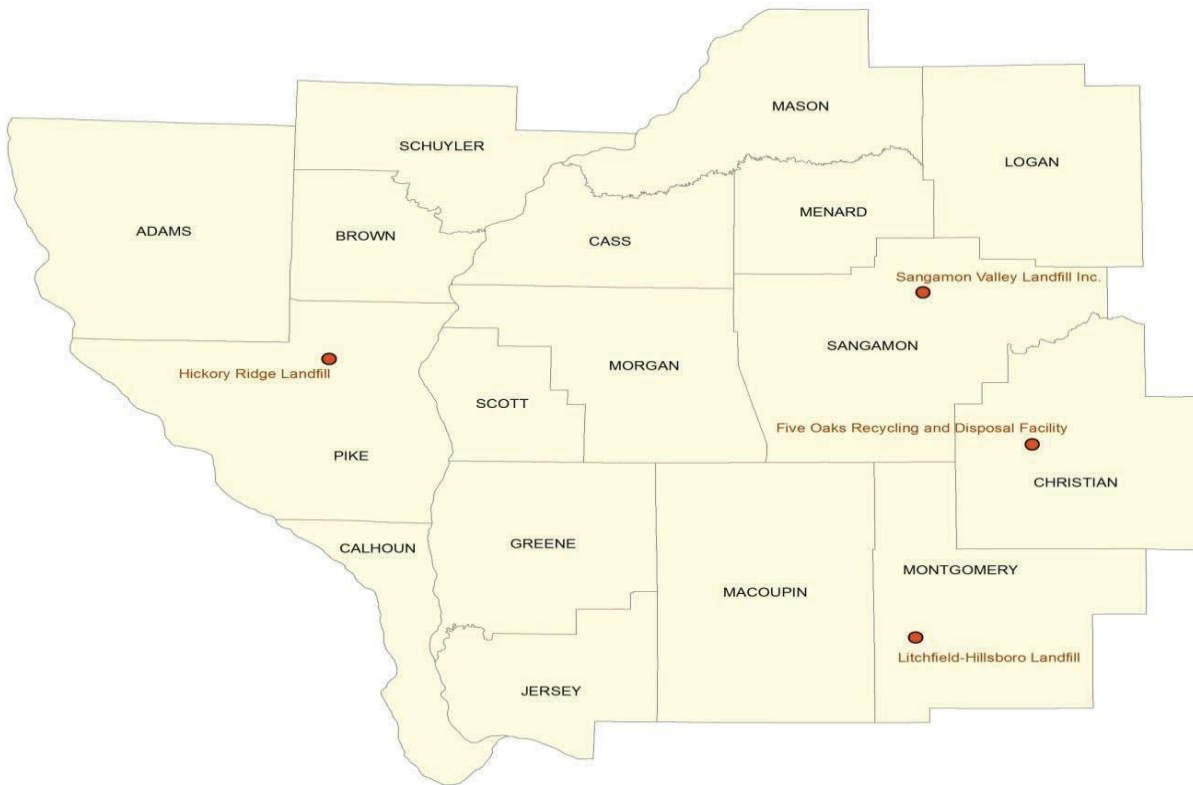 MASON
SCHUYLER
LOGAN
MENARD
ADAMS
BROWN
CASS
Sangamon Valley Landfill Inc.
SANGAMON
MORGAN
Hickory Ridge Landfill
SCOTT
Five Oaks Recycling and Disposal Facility
PIKE
CHRISTIAN
GREENE
CALHOUN
MONTGOMERY
MACOUPIN
Litchfield-Hillsboro Landfill
JERSEY